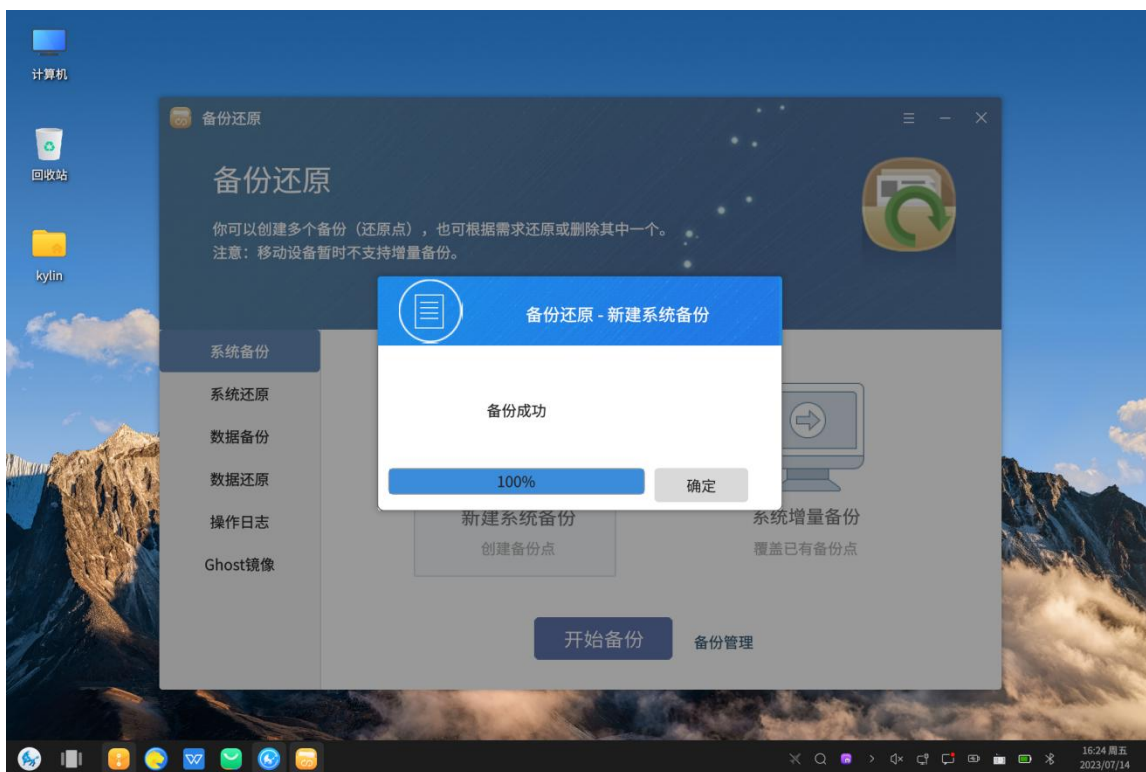 计算机
回收站
kylin
备份还原
备份还原
你可以创建多个备份（还原点），也可根据需求还原或删除其中一个。
注意：移动设备暂时不支持增量备份。
系统备份
系统还原
数据备份
数据还原
操作日志
Ghost镜像
备份还原 - 新建系统备份
备份成功
100%
确定
新建系统备份
创建备份点
系统增量备份
覆盖已有备份点
开始备份
备份管理
16:24 周五
2023/07/14